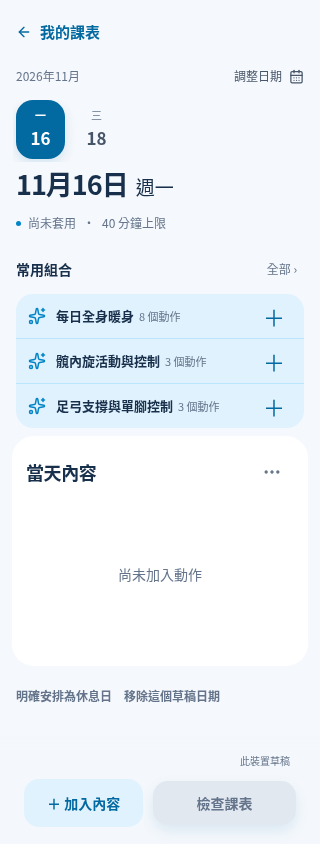 ← 我的課表
2026年11月 調整日期
一 三
16 18
11月16日 週一
尚未套用 · 40 分鐘上限
常用組合 全部 ›
每日全身暖身 8 個動作
髖內旋活動與控制 3 個動作
足弓支撐與單腳控制 3 個動作
當天內容 ···
尚未加入動作
明確安排為休息日 移除這個草稿日期
此裝置草稿
＋ 加入內容 檢查課表